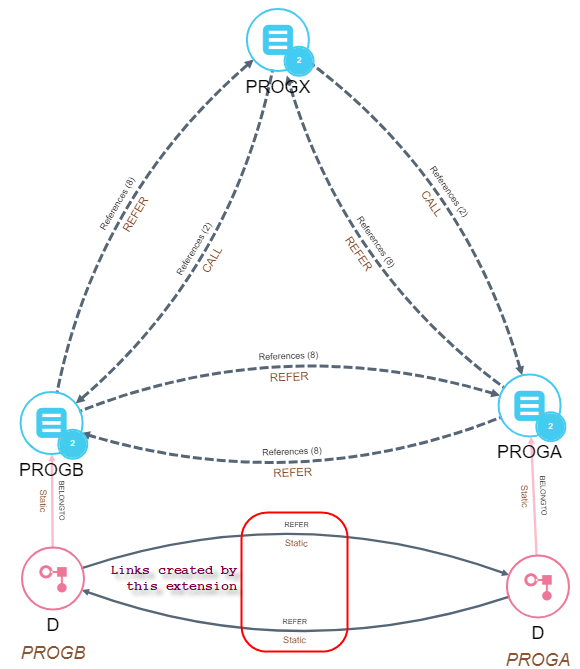 2
PROGX
References (8)
REFER
References (2)
CALL
References (8)
REFER
References (2)
CALL
References (8)
REFER
2
PROGB
2
PROGA
References (8)
REFER
BELONGTO
Static
BELONGTO
Static
REFER
Static
Links created by
this extension
D
D
REFER
Static
PROGB
PROGA